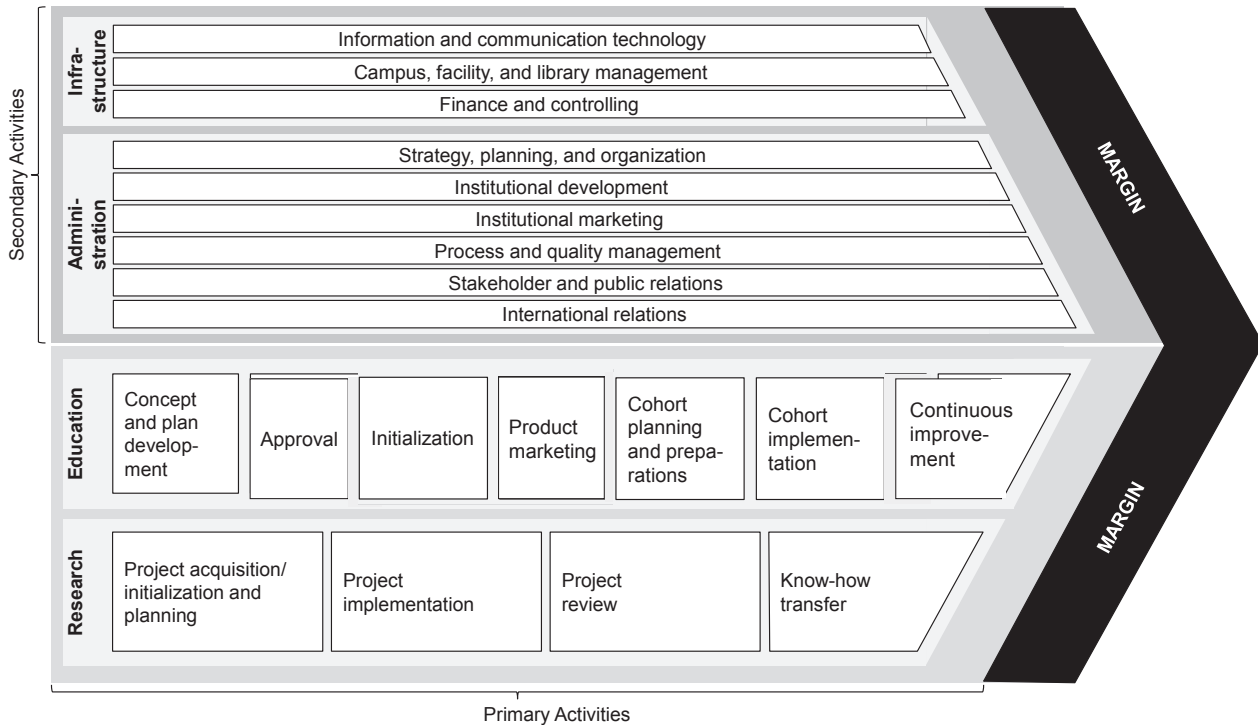 Secondary Activities
Infra-
structure
Information and communication technology
Campus, facility, and library management
Finance and controlling
Admini-
stration
Strategy, planning, and organization
Institutional development
Institutional marketing
Process and quality management
Stakeholder and public relations
International relations
MARGIN
Education
Concept
and plan
develop-
ment
Approval
Initialization
Product
marketing
Cohort
planning
and prepa-
rations
Cohort
implemen-
tation
Continuous
improve-
ment
MARGIN
Research
Project acquisition/
initialization and
planning
Project
implementation
Project
review
Know-how
transfer
Primary Activities